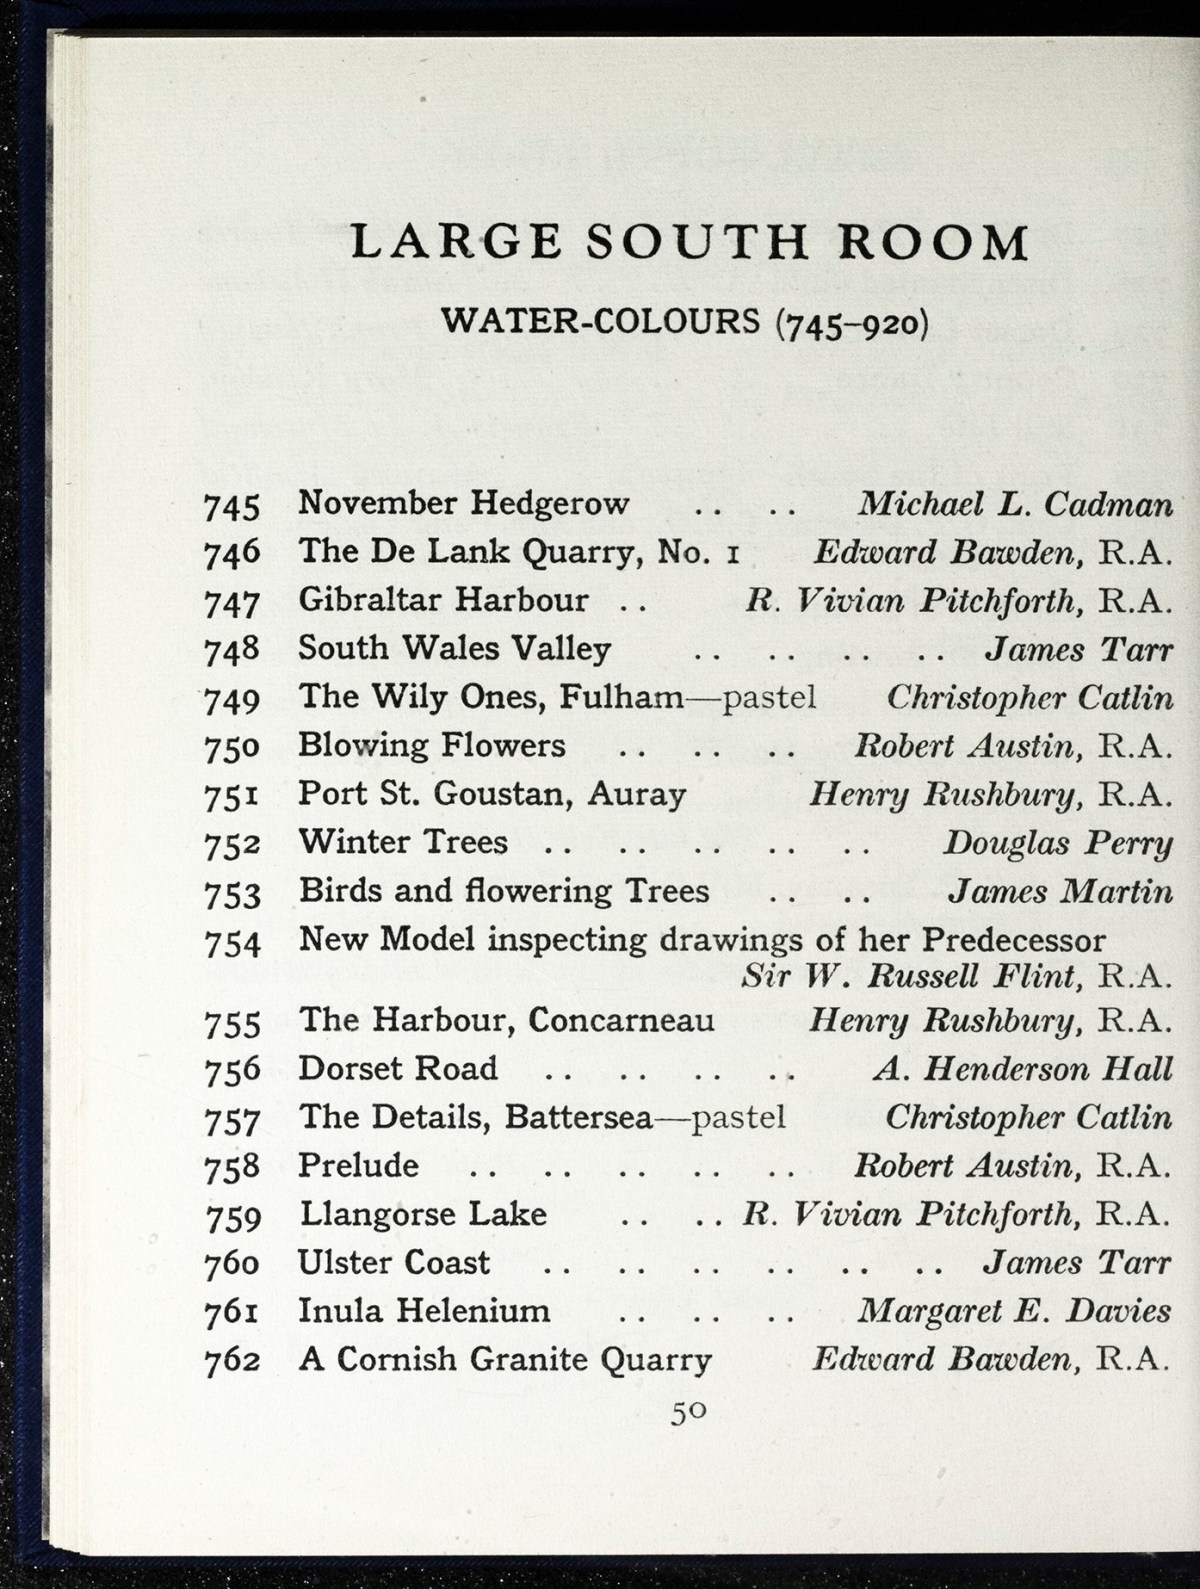 LARGE SOUTH ROOM
WATER-COLOURS (745–920)
745 November Hedgerow .. .. Michael L. Cadman
746 The De Lank Quarry, No. 1 Edward Bawden, R.A.
747 Gibraltar Harbour .. R. Vivian Pitchforth, R.A.
748 South Wales Valley .. .. .. .. James Tarr
749 The Wily Ones, Fulham—pastel Christopher Catlin
750 Blowing Flowers .. .. .. Robert Austin, R.A.
751 Port St. Goustan, Auray Henry Rushbury, R.A.
752 Winter Trees .. .. .. .. .. Douglas Perry
753 Birds and flowering Trees .. .. James Martin
754 New Model inspecting drawings of her Predecessor
Sir W. Russell Flint, R.A.
755 The Harbour, Concarneau Henry Rushbury, R.A.
756 Dorset Road .. .. .. .. A. Henderson Hall
757 The Details, Battersea—pastel Christopher Catlin
758 Prelude .. .. .. .. .. Robert Austin, R.A.
759 Llangorse Lake .. .. R. Vivian Pitchforth, R.A.
760 Ulster Coast .. .. .. .. .. .. James Tarr
761 Inula Helenium .. .. .. Margaret E. Davies
762 A Cornish Granite Quarry Edward Bawden, R.A.
50